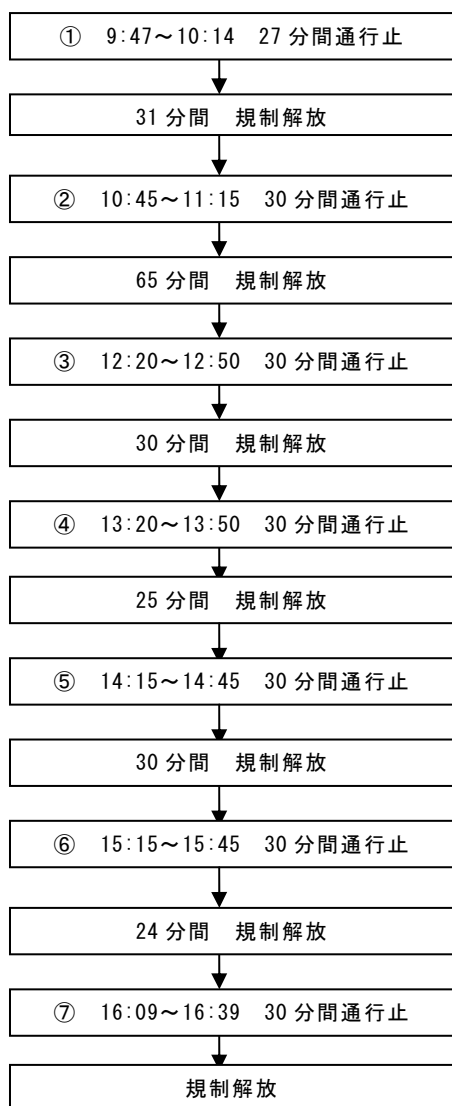 ① 9:47～10:14 27分間通行止
31分間 規制解放
② 10:45～11:15 30分間通行止
65分間 規制解放
③ 12:20～12:50 30分間通行止
30分間 規制解放
④ 13:20～13:50 30分間通行止
25分間 規制解放
⑤ 14:15～14:45 30分間通行止
30分間 規制解放
⑥ 15:15～15:45 30分間通行止
24分間 規制解放
⑦ 16:09～16:39 30分間通行止
規制解放